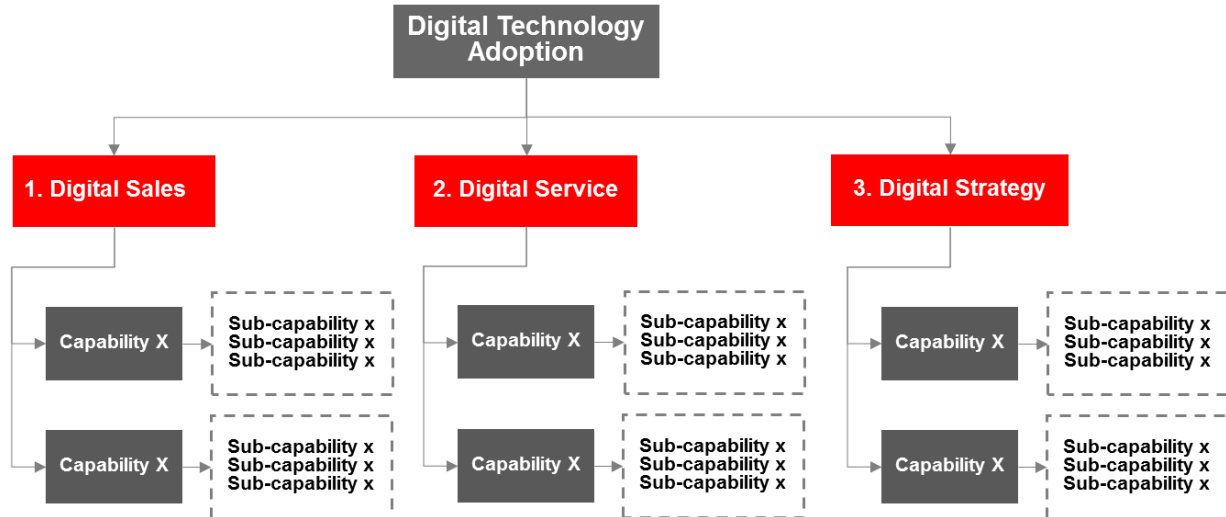 Digital Technology
Adoption
1. Digital Sales
2. Digital Service
3. Digital Strategy
Capability X
Sub-capability x
Sub-capability x
Sub-capability x
Capability X
Sub-capability x
Sub-capability x
Sub-capability x
Capability X
Sub-capability x
Sub-capability x
Sub-capability x
Capability X
Sub-capability x
Sub-capability x
Sub-capability x
Capability X
Sub-capability x
Sub-capability x
Sub-capability x
Capability X
Sub-capability x
Sub-capability x
Sub-capability x